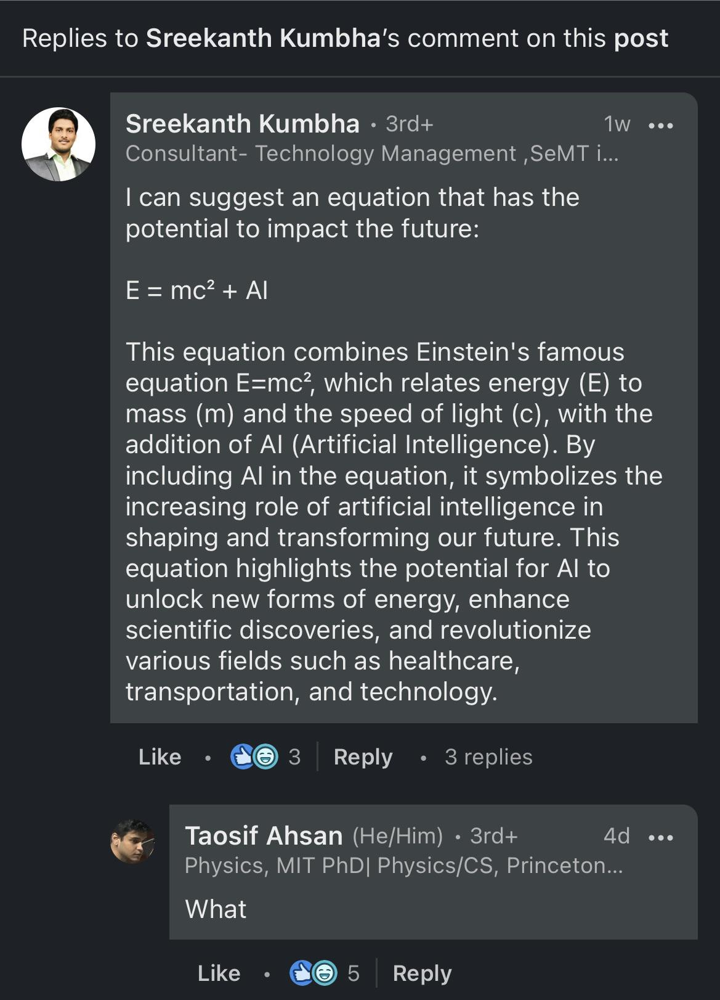 Replies to Sreekanth Kumbha's comment on this post
Sreekanth Kumbha • 3rd+ 1w •••
Consultant- Technology Management ,SeMT i...
I can suggest an equation that has the
potential to impact the future:
E = mc² + AI
This equation combines Einstein's famous
equation E=mc², which relates energy (E) to
mass (m) and the speed of light (c), with the
addition of AI (Artificial Intelligence). By
including AI in the equation, it symbolizes the
increasing role of artificial intelligence in
shaping and transforming our future. This
equation highlights the potential for AI to
unlock new forms of energy, enhance
scientific discoveries, and revolutionize
various fields such as healthcare,
transportation, and technology.
Like • 3 | Reply • 3 replies
Taosif Ahsan (He/Him) • 3rd+ 4d •••
Physics, MIT PhD| Physics/CS, Princeton...
What
Like • 5 | Reply